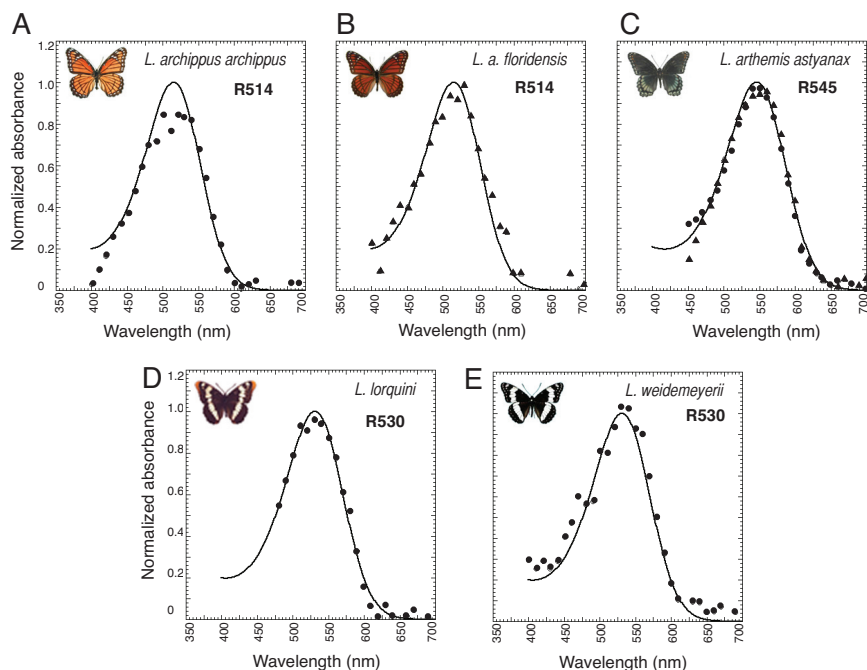 A
L. archippus archippus
R514
Normalized absorbance
1.2
1.0
0.8
0.6
0.4
0.2
0
350 400 450 500 550 600 650 700
Wavelength (nm)
B
L. a. floridensis
R514
350 400 450 500 550 600 650 700
Wavelength (nm)
C
L. arthemis astyanax
R545
350 400 450 500 550 600 650 700
Wavelength (nm)
D
L. lorquini
R530
Normalized absorbance
1.2
1.0
0.8
0.6
0.4
0.2
0
350 400 450 500 550 600 650 700
Wavelength (nm)
E
L. weidemeyerii
R530
350 400 450 500 550 600 650 700
Wavelength (nm)